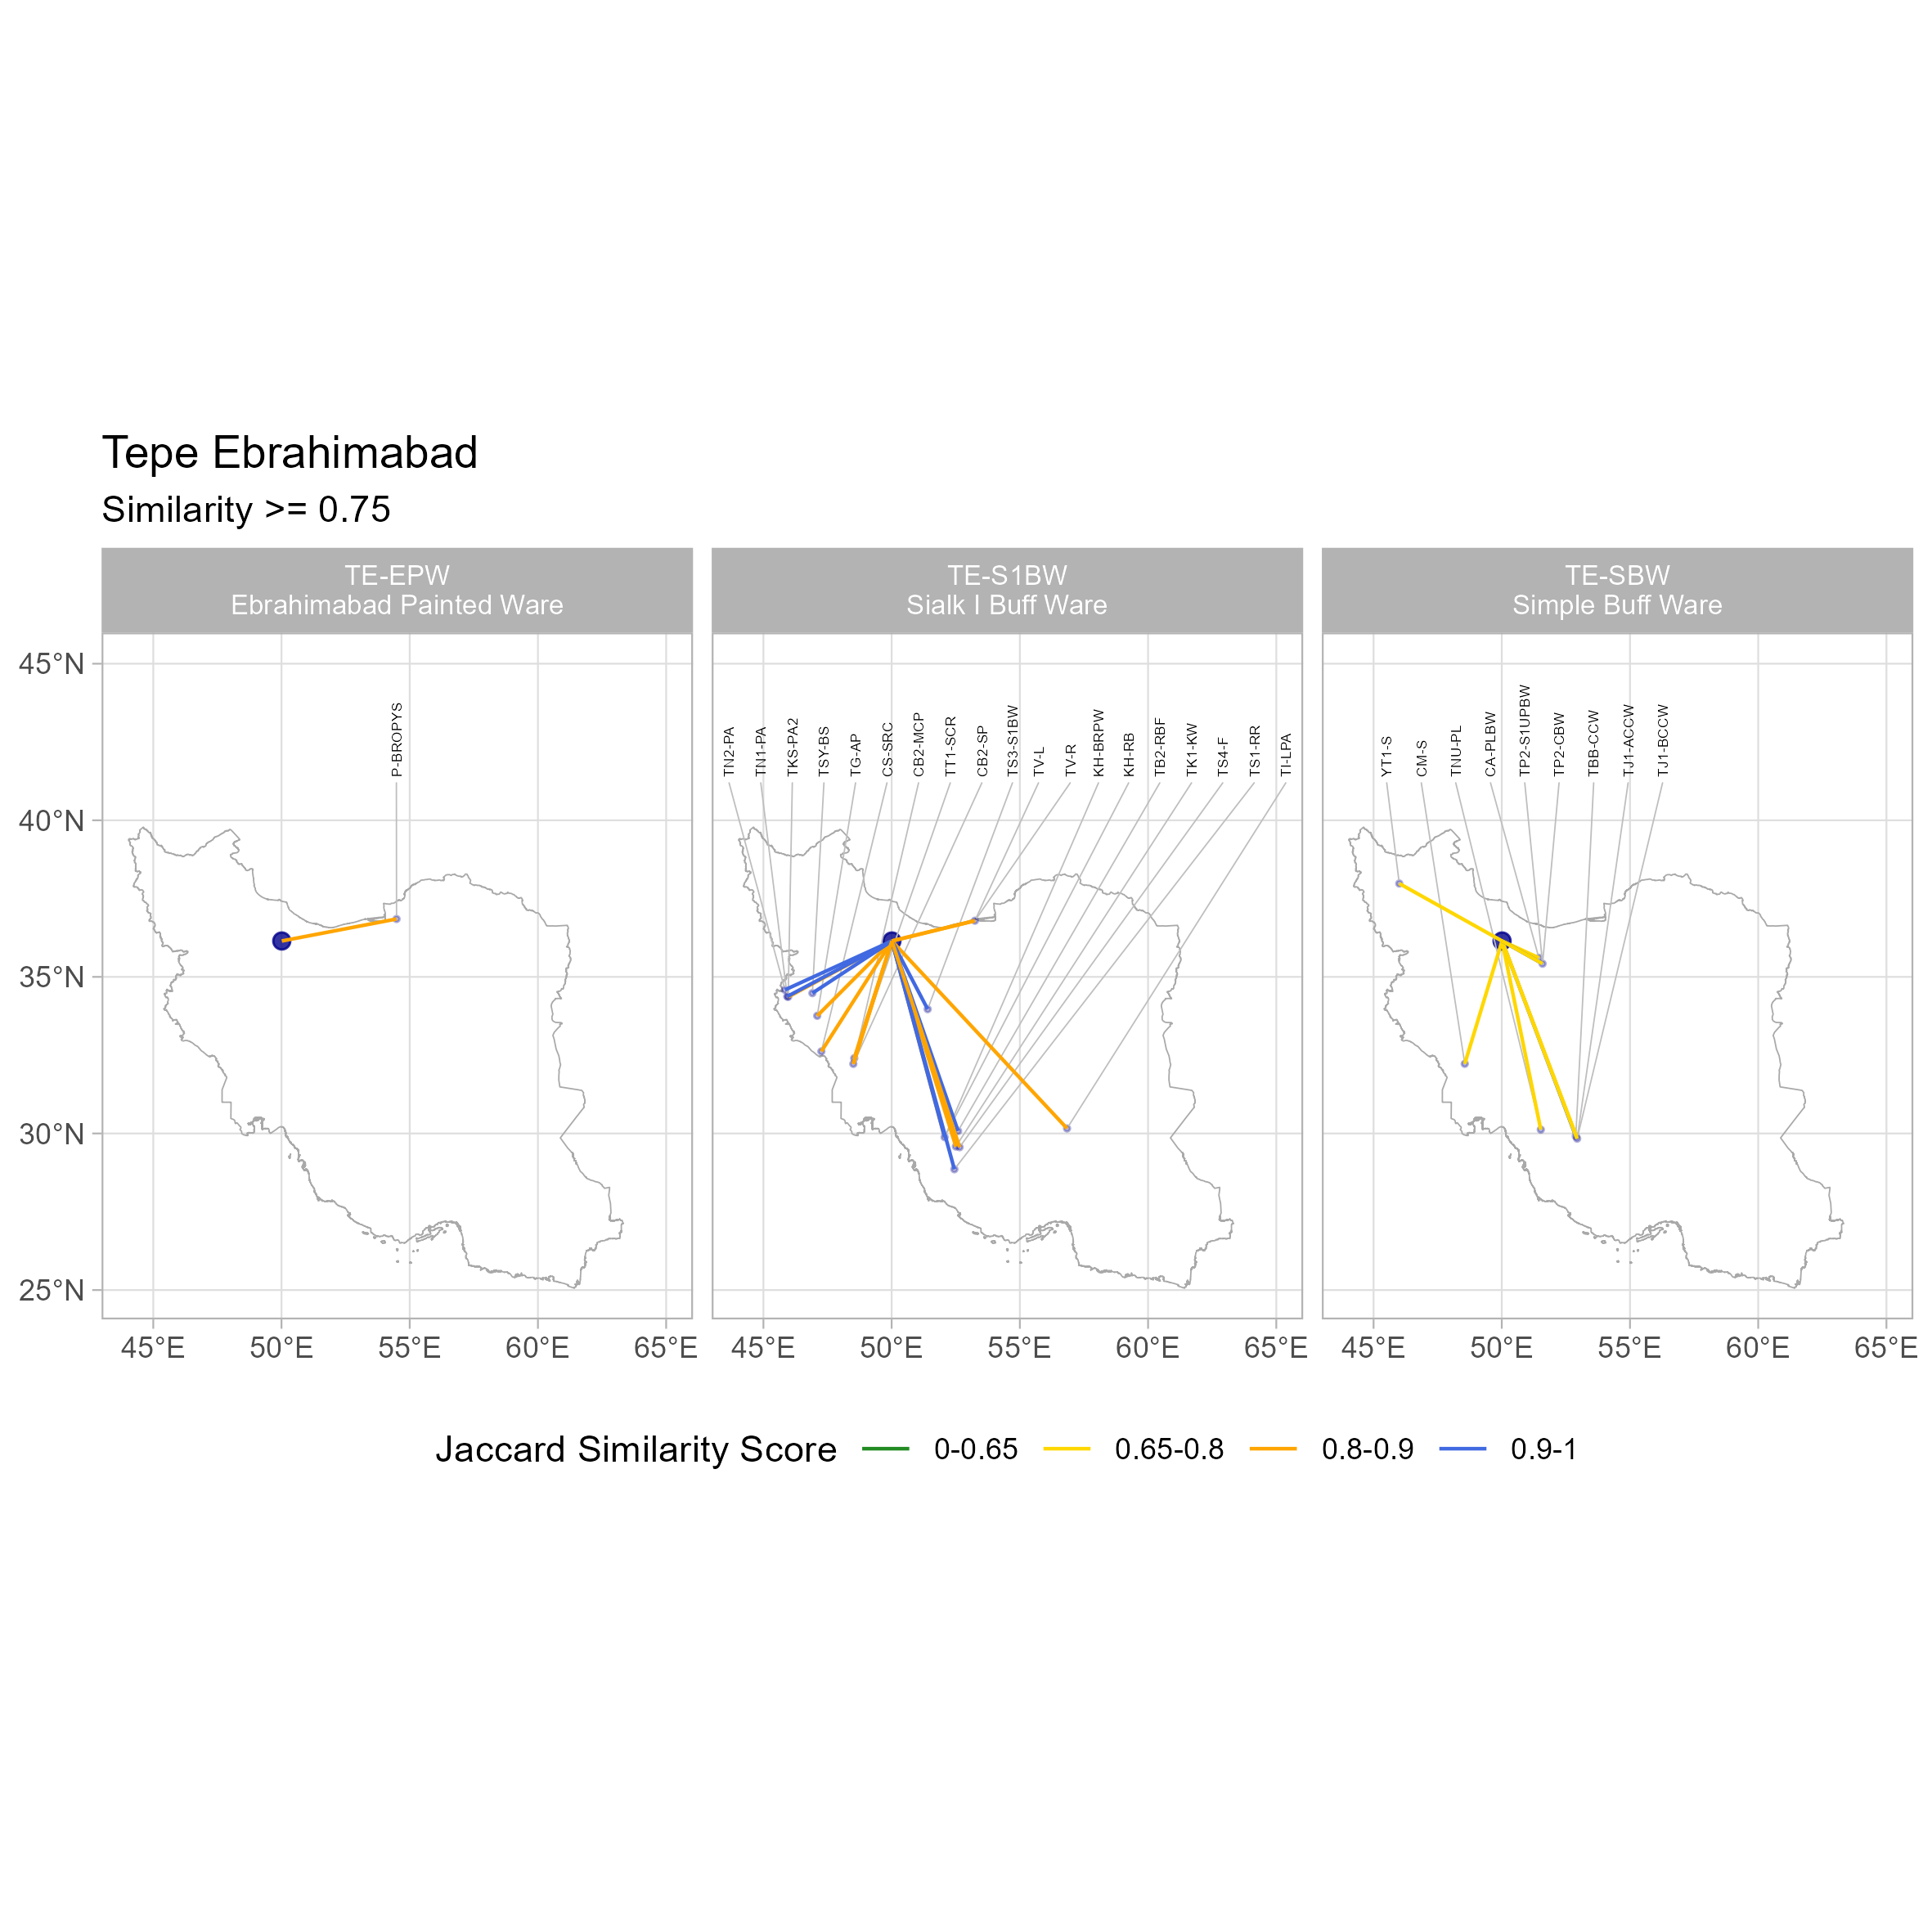 Tepe Ebrahimabad
Similarity >= 0.75
TE-EPW
Ebrahimabad Painted Ware
TE-S1BW
Sialk I Buff Ware
TE-SBW
Simple Buff Ware
45°N
40°N
35°N
30°N
25°N
P-BROPYS
TN2-PA
TN1-PA
TKS-PA2
TSY-BS
TG-AP
CS-SRC
CB2-MCP
TT1-SCR
CB2-SP
TS3-S1BW
TV-L
TV-R
KH-BRPW
KH-RB
TB2-RBF
TK1-KW
TS4-F
TS1-RR
TI-LPA
YT1-S
CM-S
TNU-PL
CA-PLBW
TP2-S1UPBW
TP2-CBW
TBB-CCW
TJ1-ACCW
TJ1-BCCW
45°E 50°E 55°E 60°E 65°E
45°E 50°E 55°E 60°E 65°E
45°E 50°E 55°E 60°E 65°E
Jaccard Similarity Score 0-0.65 0.65-0.8 0.8-0.9 0.9-1